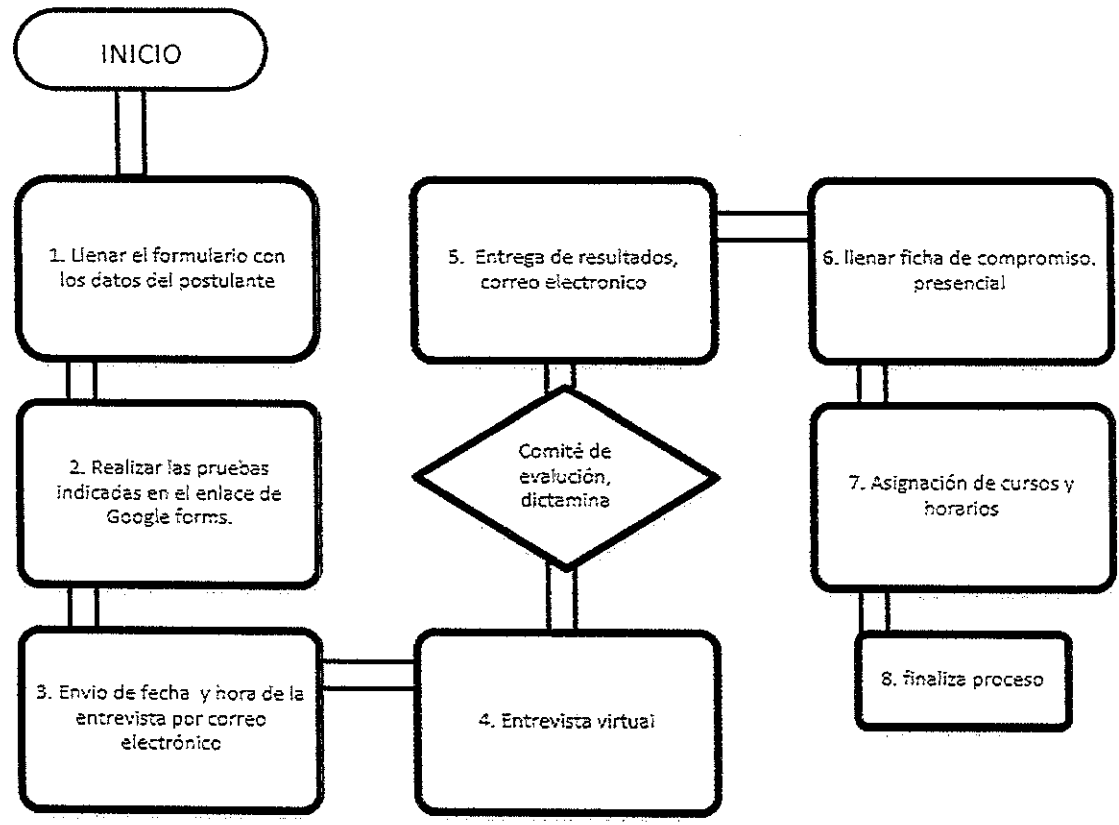 INICIO
1. Llenar el formulario con
los datos del postulante
2. Realizar las pruebas
indicadas en el enlace de
Google forms.
3. Envio de fecha y hora de la
entrevista por correo
electrónico
4. Entrevista virtual
Comité de
evalución,
dictamina
5. Entrega de resultados,
correo electronico
6. llenar ficha de compromiso.
presencial
7. Asignación de cursos y
horarios
8. finaliza proceso